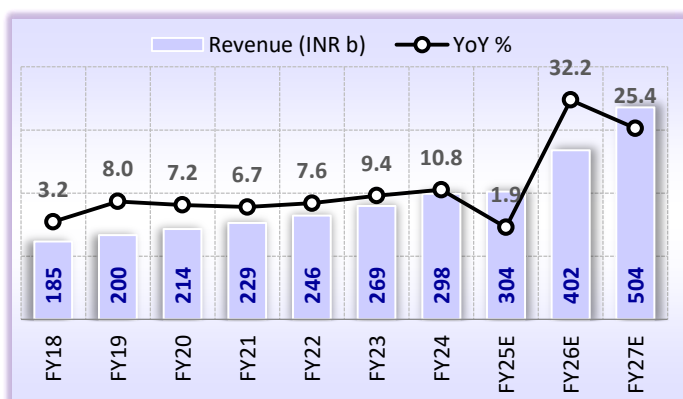 Revenue (INR b) YoY %
3.2 8.0 7.2 6.7 7.6 9.4 10.8 1.9 32.2 25.4
185 200 214 229 246 269 298 304 402 504
FY18 FY19 FY20 FY21 FY22 FY23 FY24 FY25E FY26E FY27E